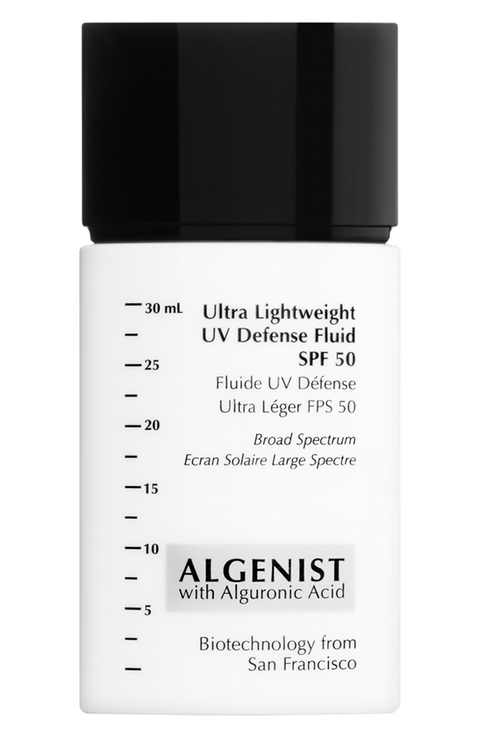 30 mL
Ultra Lightweight
UV Defense Fluid
25
SPF 50
Fluide UV Défense
Ultra Léger FPS 50
20
Broad Spectrum
Ecran Solaire Large Spectre
15
10
ALGENIST
with Alguronic Acid
5
Biotechnology from
San Francisco